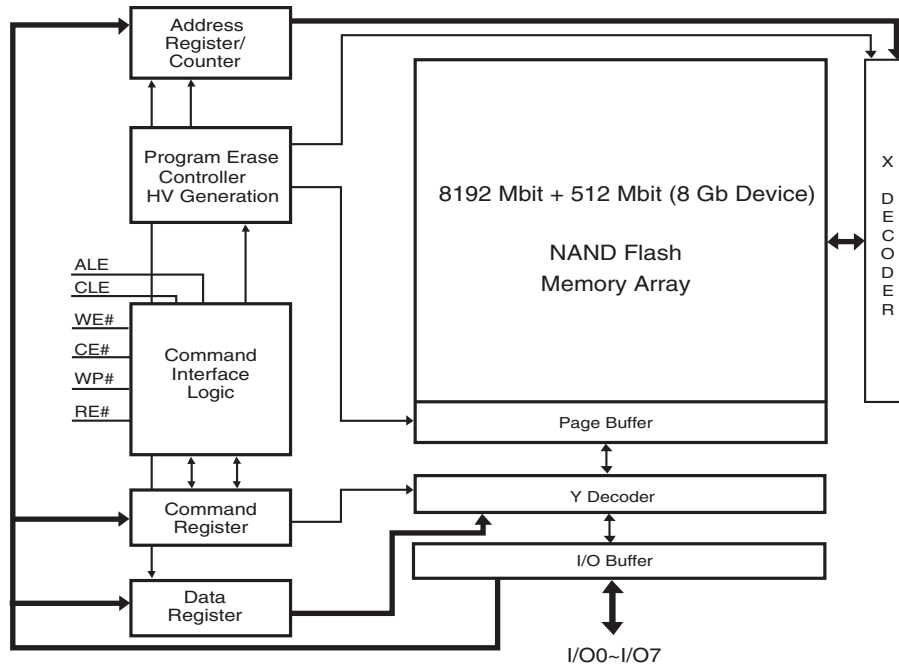 Address
Register/
Counter
Program Erase
Controller
HV Generation
ALE
CLE
WE#
CE#
WP#
RE#
Command
Interface
Logic
Command
Register
Data
Register
8192 Mbit + 512 Mbit (8 Gb Device)
NAND Flash
Memory Array
Page Buffer
Y Decoder
I/O Buffer
I/O0~I/O7
X
D
E
C
O
D
E
R